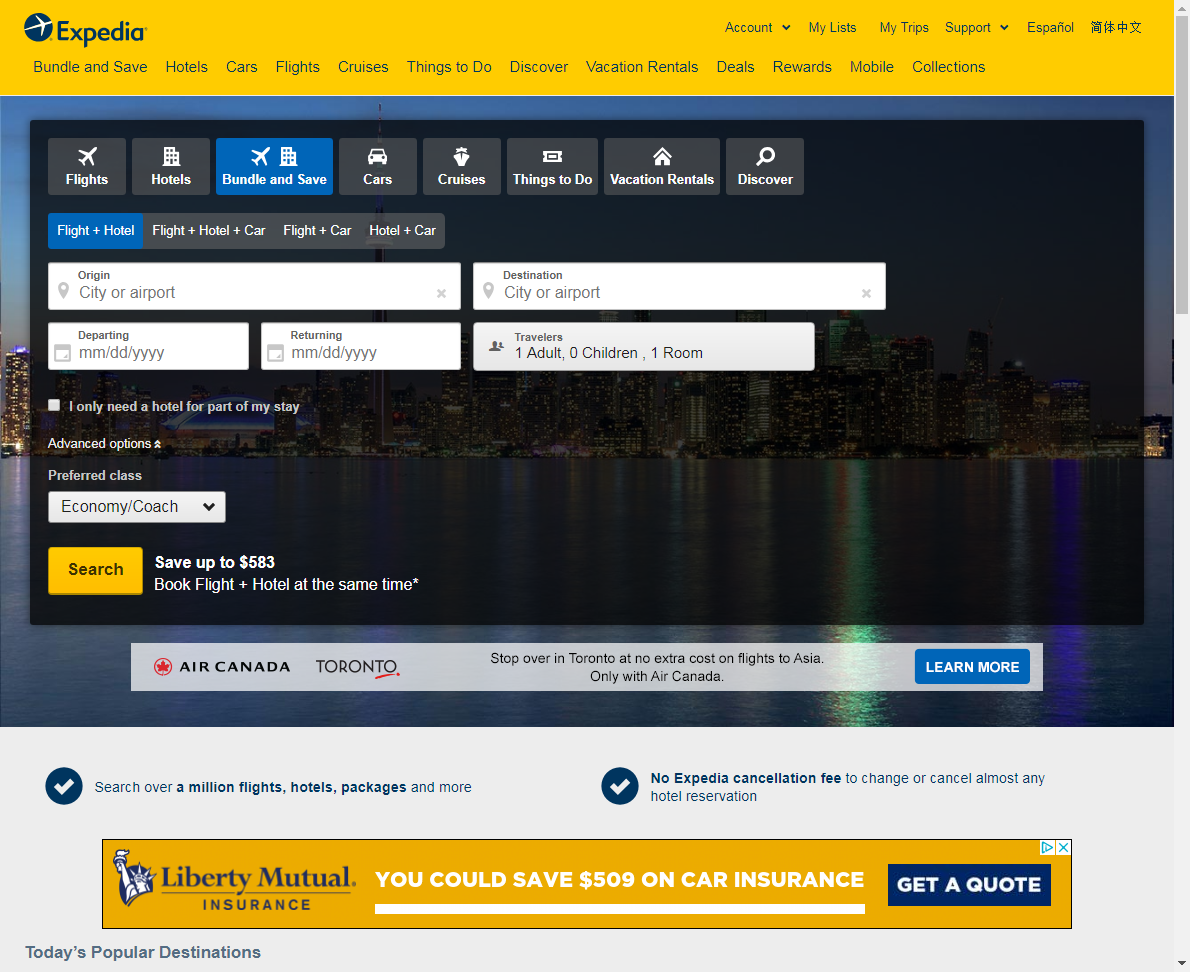 Expedia
Account
My Lists
My Trips
Support
Español
简体中文
Bundle and Save
Hotels
Cars
Flights
Cruises
Things to Do
Discover
Vacation Rentals
Deals
Rewards
Mobile
Collections
Flights
Hotels
Bundle and Save
Cars
Cruises
Things to Do
Vacation Rentals
Discover
Flight + Hotel
Flight + Hotel + Car
Flight + Car
Hotel + Car
Origin
City or airport
Destination
City or airport
Departing
mm/dd/yyyy
Returning
mm/dd/yyyy
Travelers
1 Adult, 0 Children , 1 Room
I only need a hotel for part of my stay
Advanced options
Preferred class
Economy/Coach
Search
Save up to $583
Book Flight + Hotel at the same time*
AIR CANADA
TORONTO
Stop over in Toronto at no extra cost on flights to Asia.
Only with Air Canada.
LEARN MORE
Search over a million flights, hotels, packages and more
No Expedia cancellation fee to change or cancel almost any
hotel reservation
Liberty Mutual.
INSURANCE
YOU COULD SAVE $509 ON CAR INSURANCE
GET A QUOTE
Today’s Popular Destinations